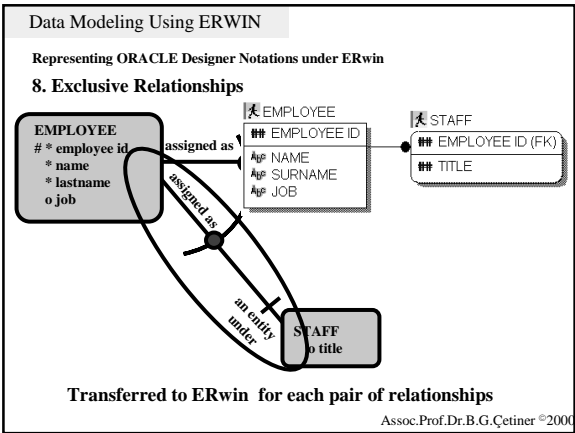 Data Modeling Using ERWIN
Representing ORACLE Designer Notations under ERwin
8. Exclusive Relationships
EMPLOYEE
# * employee id
* name
* lastname
o job
assigned as
assigned as
an entity
under
STAFF
o title
EMPLOYEE
EMPLOYEE ID
NAME
SURNAME
JOB
STAFF
EMPLOYEE ID (FK)
TITLE
Transferred to ERwin for each pair of relationships
Assoc.Prof.Dr.B.G.Çetiner ©2000